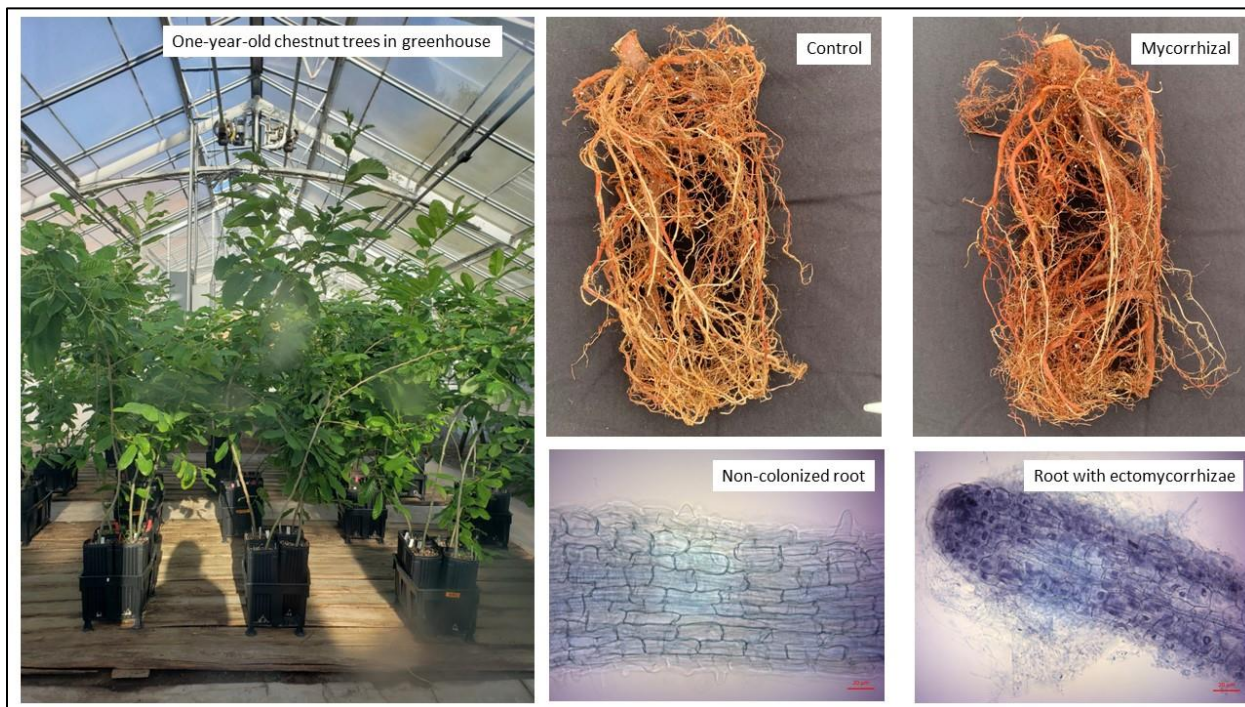 One-year-old chestnut trees in greenhouse
Control
Mycorrhizal
Non-colonized root
Root with ectomycorrhizae